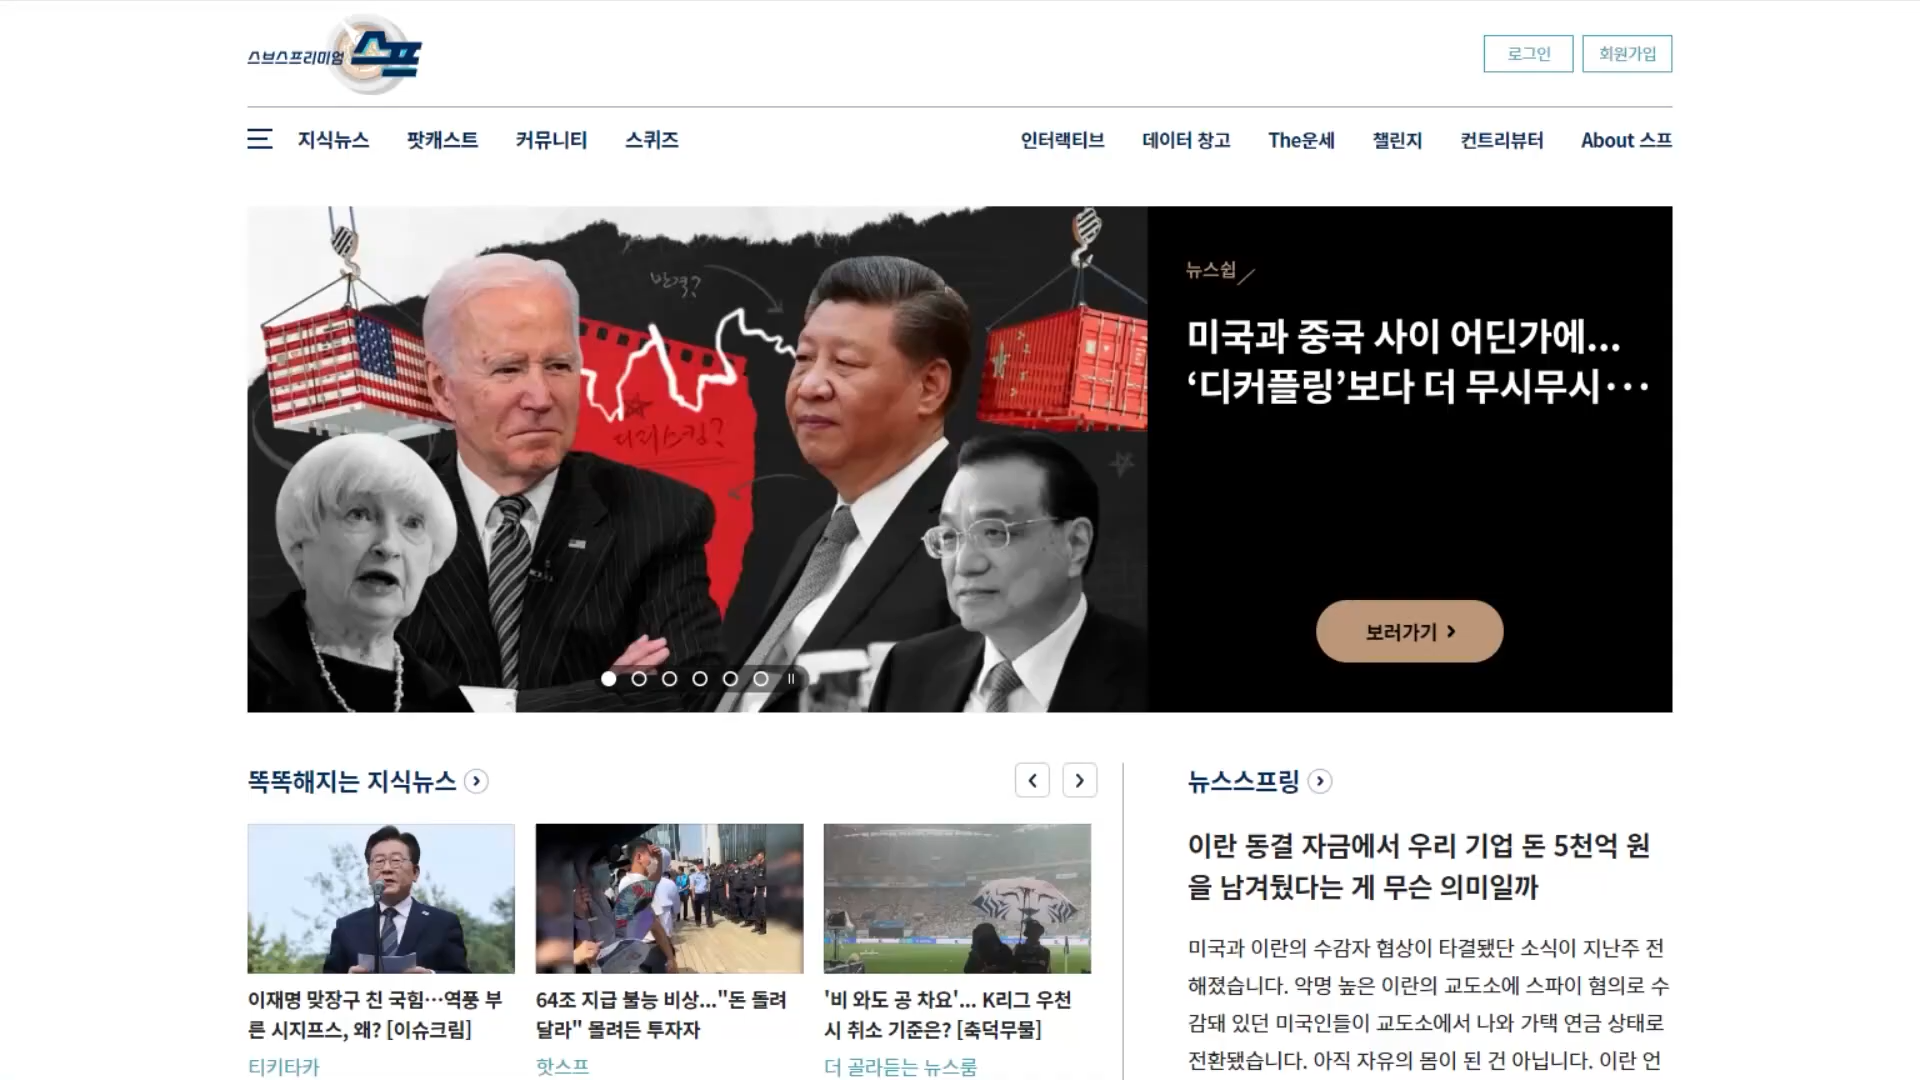 스브스프리미엄 스프
로그인
회원가입
지식뉴스
팟캐스트
커뮤니티
스퀴즈
인터랙티브
데이터 창고
The운세
챌린지
컨트리뷰터
About 스프
반격?
디리스킹?
뉴스쉽
미국과 중국 사이 어딘가에...
‘디커플링’보다 더 무시무시···
보러가기
똑똑해지는 지식뉴스
이재명 맞장구 친 국힘…역풍 부
른 시지프스, 왜? [이슈크림]
티키타카
64조 지급 불능 비상..."돈 돌려
달라" 몰려든 투자자
핫스프
'비 와도 공 차요'... K리그 우천
시 취소 기준은? [축덕무물]
더 골라듣는 뉴스룸
뉴스스프링
이란 동결 자금에서 우리 기업 돈 5천억 원
을 남겨뒀다는 게 무슨 의미일까
미국과 이란의 수감자 협상이 타결됐단 소식이 지난주 전
해졌습니다. 악명 높은 이란의 교도소에 스파이 혐의로 수
감돼 있던 미국인들이 교도소에서 나와 가택 연금 상태로
전환됐습니다. 아직 자유의 몸이 된 건 아닙니다. 이란 언